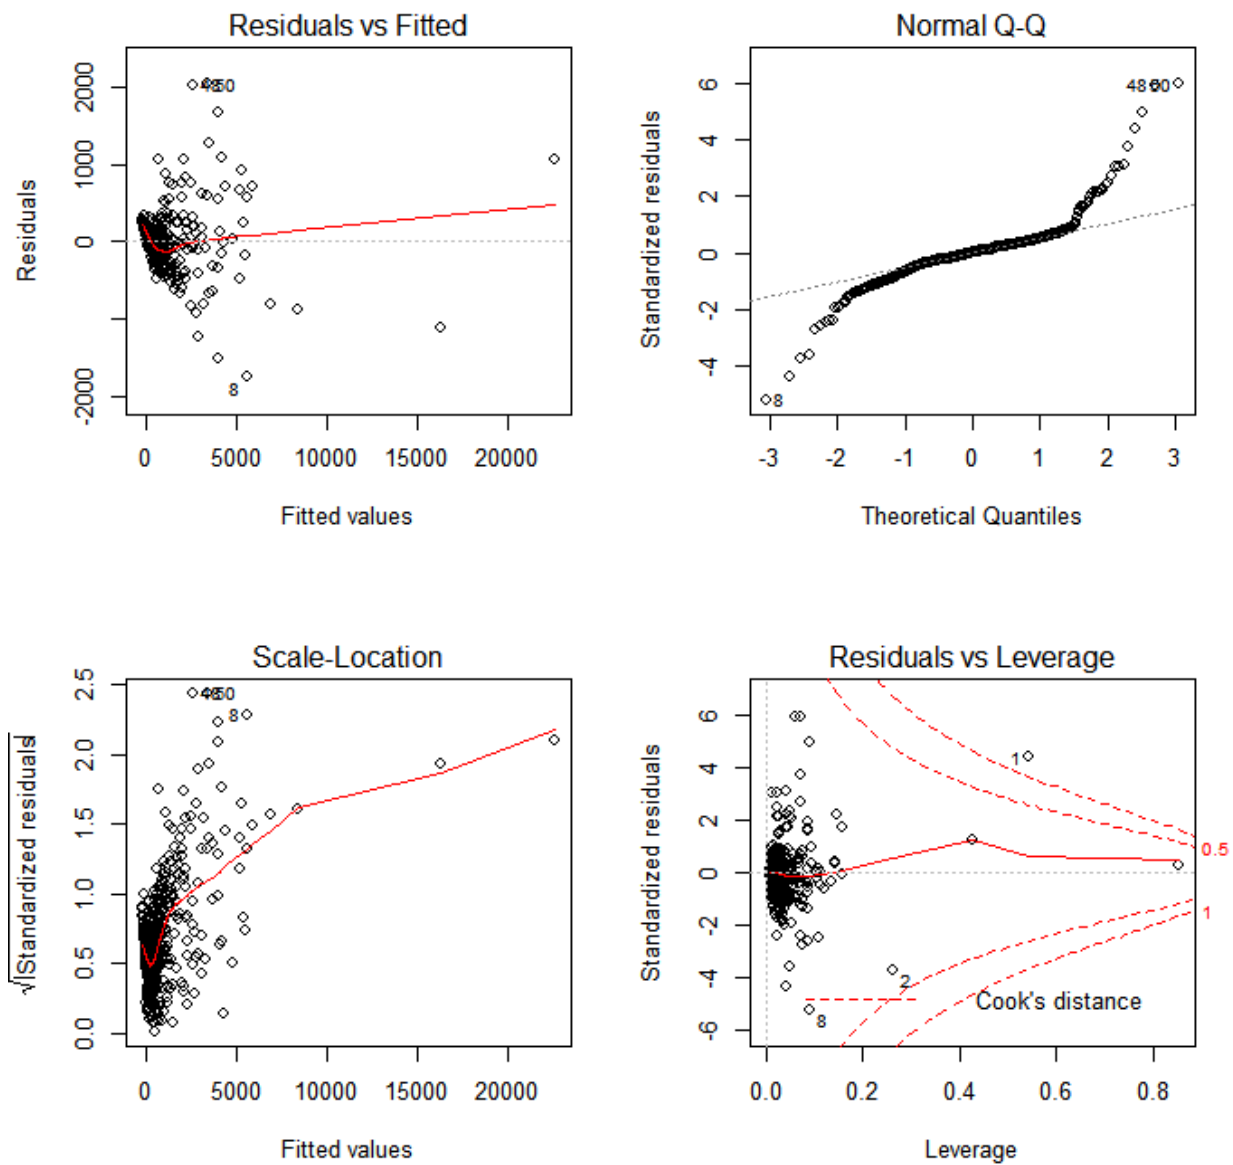 Residuals vs Fitted
Residuals
2000
1000
0
-2000
50
8
0 5000 10000 15000 20000
Fitted values
Normal Q-Q
Standardized residuals
6
4
2
0
-2
-4
48
8
-3 -2 -1 0 1 2 3
Theoretical Quantiles
Scale-Location
√|Standardized residuals|
2.5
2.0
1.5
1.0
0.5
0.0
50
8
0 5000 10000 15000 20000
Fitted values
Residuals vs Leverage
Standardized residuals
6
4
2
0
-2
-4
-6
1
2
8
Cook's distance
0.5
1
0.0 0.2 0.4 0.6 0.8
Leverage